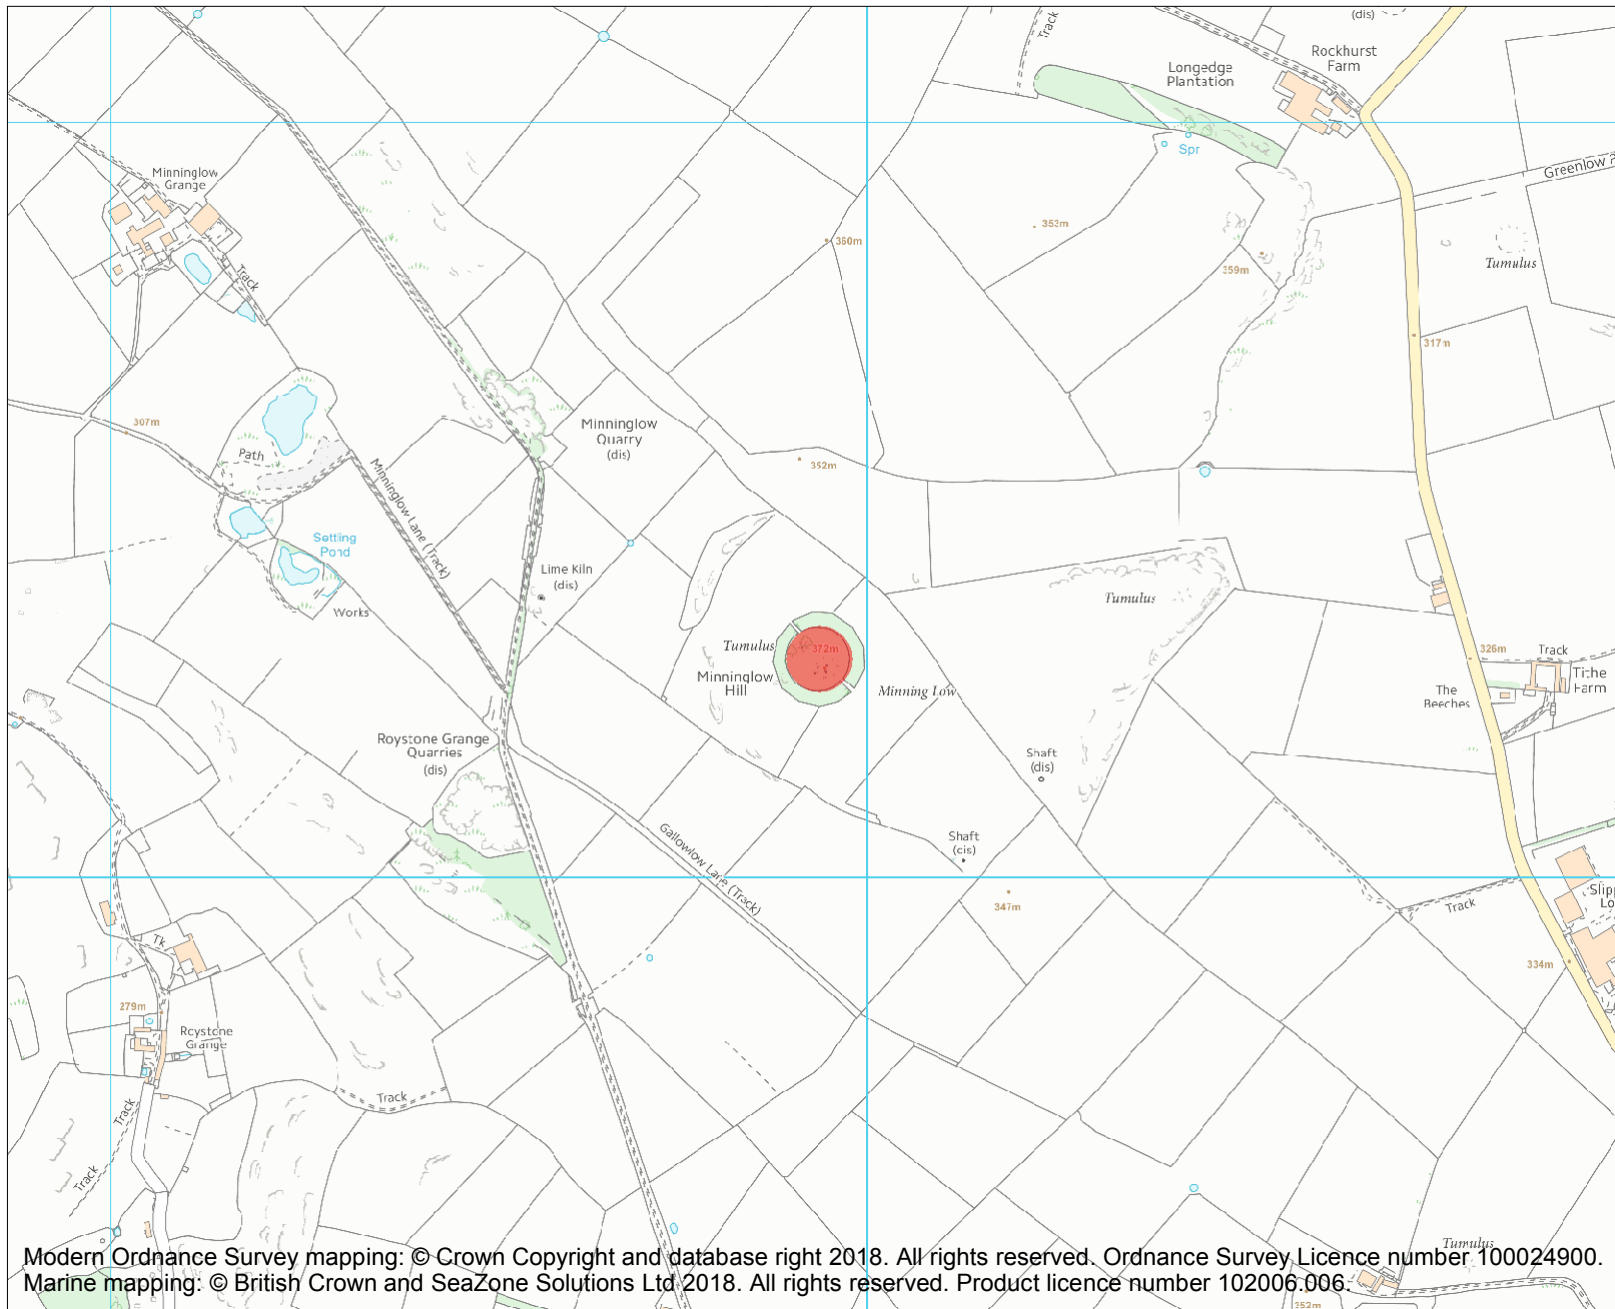 (dis)
Track
Rockhurst
Farm
Longedge
Plantation
Spr
Greenlow
Minninglow
Grange
Track
353m
360m
359m
Tumulus
317m
307m
Minninglow
Quarry
(dis)
352m
Path
Minninglow Lane (Track)
Settling
Pond
Works
Lime Kiln
(dis)
Tumulus
Tumulus
372m
Minninglow
Hill
Minning Low
326m
Track
Tithe
Farm
The
Beeches
Roystone Grange
Quarries
(dis)
Shaft
(dis)
Shaft
(dis)
Gallowlow Lane (Track)
347m
Track
334m
Tk
279m
Roystone
Grange
Track
Track
Track
Tumulus
Modern Ordnance Survey mapping: © Crown Copyright and database right 2018. All rights reserved. Ordnance Survey Licence number 100024900.
Marine mapping: © British Crown and SeaZone Solutions Ltd 2018. All rights reserved. Product licence number 102006.006.
352m